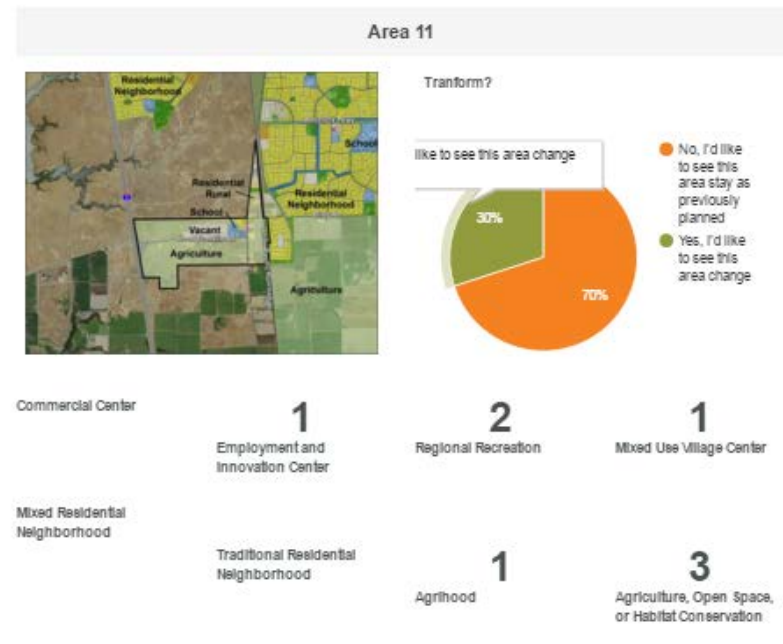 Area 11
Residential
Neighborhood
School
Residential
Rural
Residential
Neighborhood
School
Vacant
Agriculture
Agriculture
Tranform?
like to see this area change
30%
70%
No, I'd like
to see this
area stay as
previously
planned
Yes, I'd like
to see this
area change
Commercial Center
1
Employment and
Innovation Center
2
Regional Recreation
1
Mixed Use Village Center
Mixed Residential
Neighborhood
Traditional Residential
Neighborhood
1
Agrihood
3
Agriculture, Open Space,
or Habitat Conservation